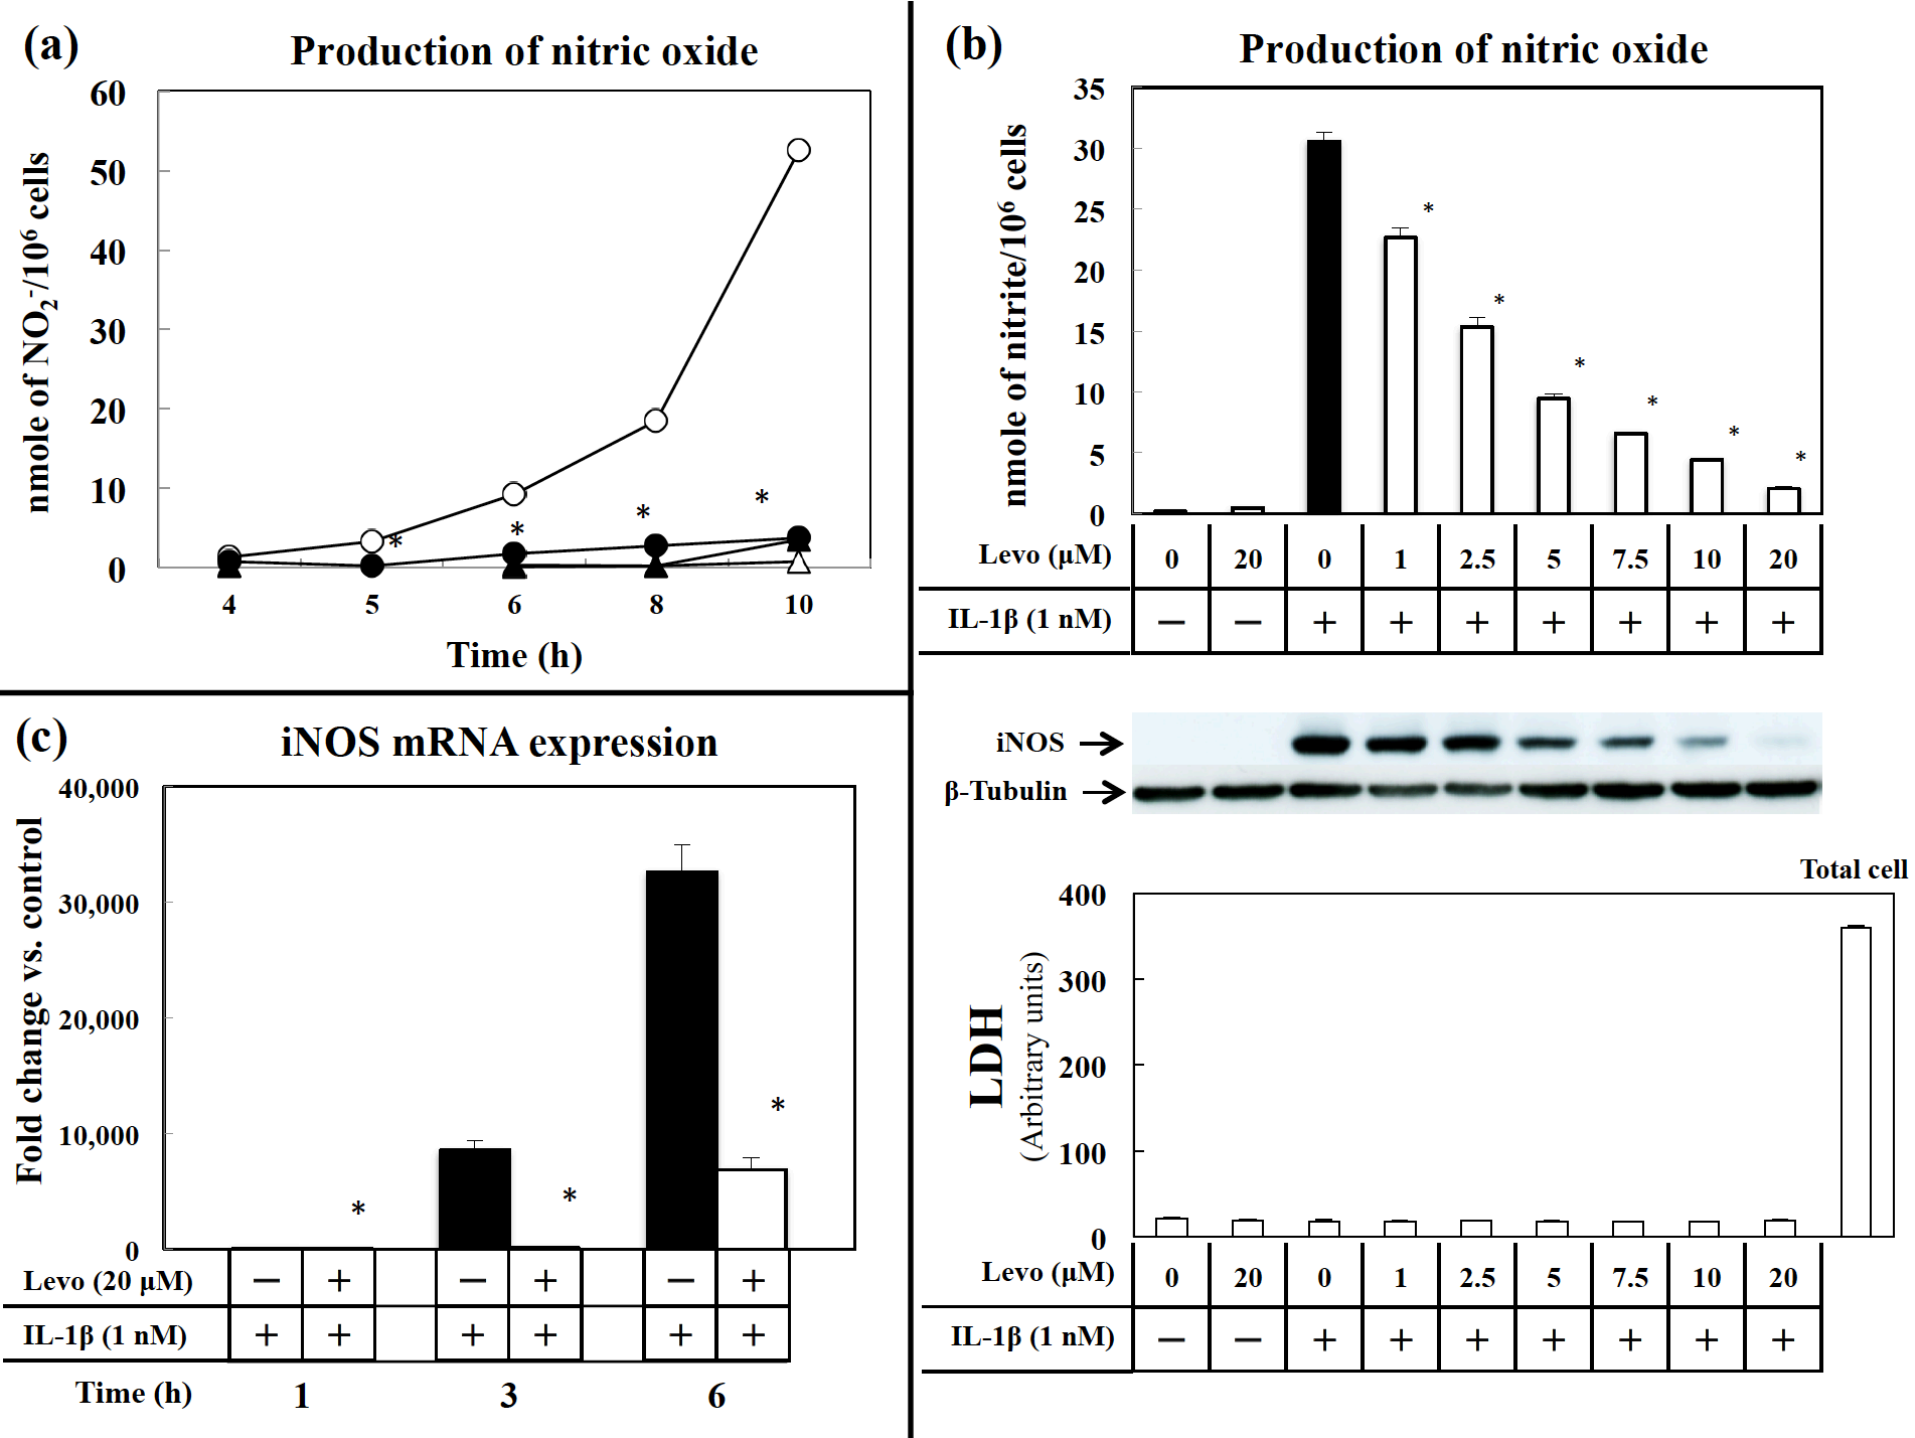 (a)
Production of nitric oxide
nmole of NO₂⁻/10⁶ cells
60
50
40
30
20
10
0
*
*
*
*
4 5 6 8 10
Time (h)
(b)
Production of nitric oxide
nmole of nitrite/10⁶ cells
35
30
25
20
15
10
5
0
*
*
*
*
*
*
Levo (μM) 0 20 0 1 2.5 5 7.5 10 20
IL-1β (1 nM) − − + + + + + + +
iNOS
β-Tubulin
Total cell
LDH
(Arbitrary units)
400
300
200
100
0
Levo (μM) 0 20 0 1 2.5 5 7.5 10 20
IL-1β (1 nM) − − + + + + + + +
(c)
iNOS mRNA expression
Fold change vs. control
40,000
30,000
20,000
10,000
0
*
*
*
Levo (20 μM) − + − + − +
IL-1β (1 nM) + + + + + +
Time (h) 1 3 6